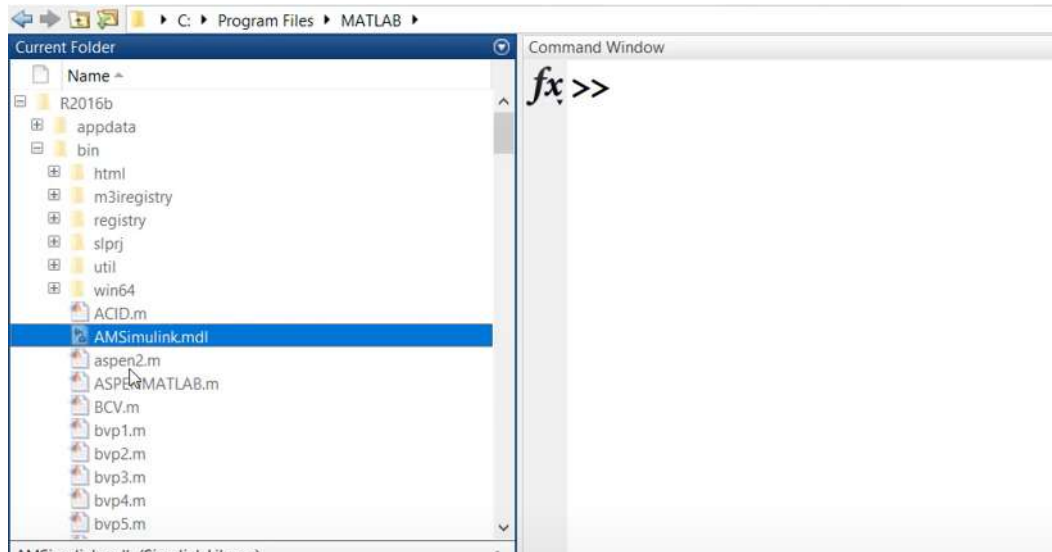 C: Program Files MATLAB
Current Folder
Name
R2016b
appdata
bin
html
m3iregistry
registry
slprj
util
win64
ACID.m
AMSimulink.mdl
aspen2.m
ASPENMATLAB.m
BCV.m
bvp1.m
bvp2.m
bvp3.m
bvp4.m
bvp5.m
Command Window
fx >>